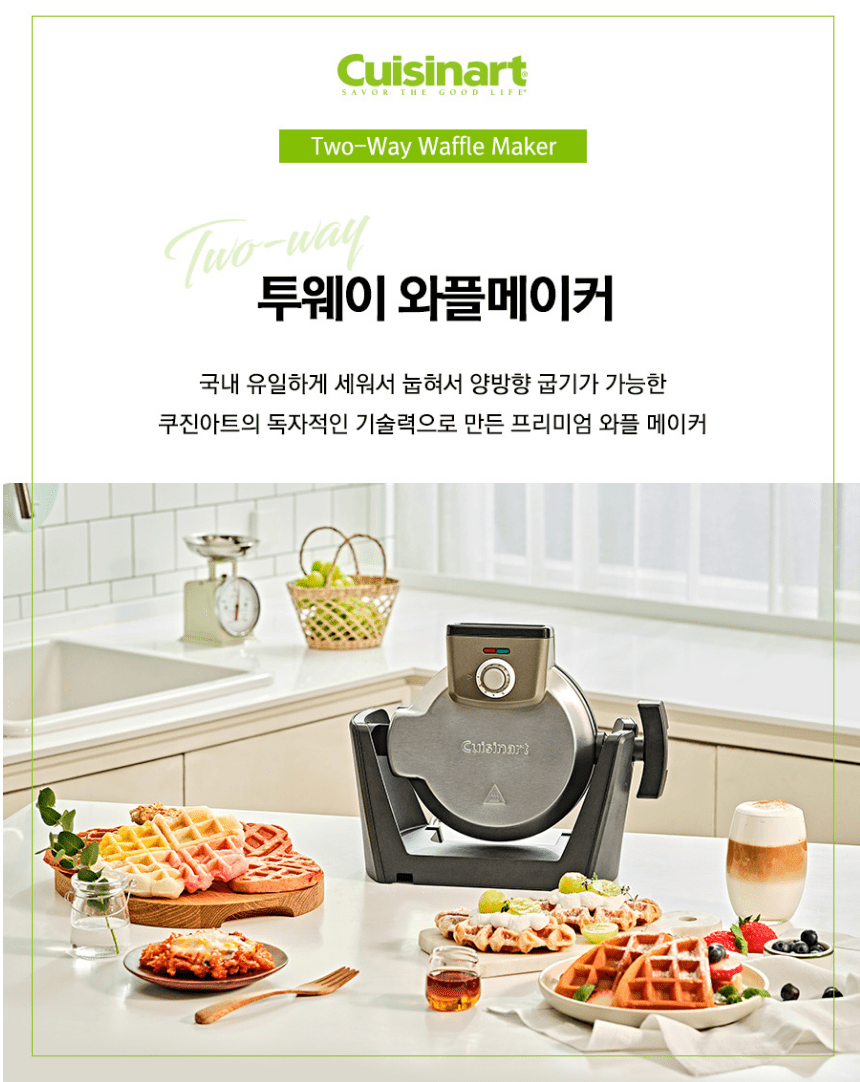 Cuisinart®
SAVOR THE GOOD LIFE®
Two-Way Waffle Maker
Two-way
투웨이 와플메이커
국내 유일하게 세워서 눕혀서 양방향 굽기가 가능한
쿠진아트의 독자적인 기술력으로 만든 프리미엄 와플 메이커
Cuisinart